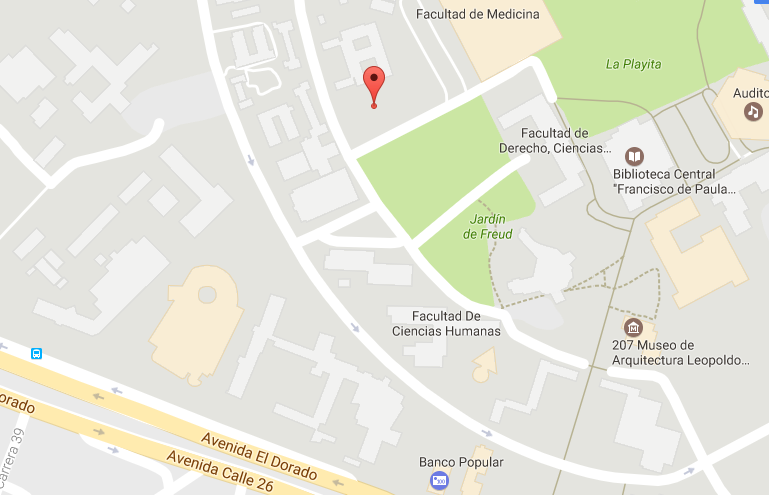 Facultad de Medicina
La Playita
Audito
Facultad de
Derecho, Ciencias...
Biblioteca Central
"Francisco de Paula...
Jardín
de Freud
Facultad De
Ciencias Humanas
207 Museo de
Arquitectura Leopoldo...
orado
Carrera 39
Avenida El Dorado
Avenida Calle 26
Banco Popular